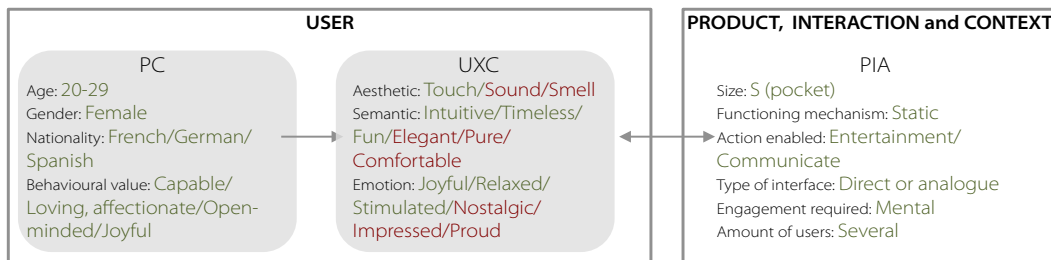 USER
PC
Age: 20-29
Gender: Female
Nationality: French/German/
Spanish
Behavioural value: Capable/
Loving, affectionate/Open-
minded/Joyful
UXC
Aesthetic: Touch/Sound/Smell
Semantic: Intuitive/Timeless/
Fun/Elegant/Pure/
Comfortable
Emotion: Joyful/Relaxed/
Stimulated/Nostalgic/
Impressed/Proud
PRODUCT, INTERACTION and CONTEXT
PIA
Size: S (pocket)
Functioning mechanism: Static
Action enabled: Entertainment/
Communicate
Type of interface: Direct or analogue
Engagement required: Mental
Amount of users: Several